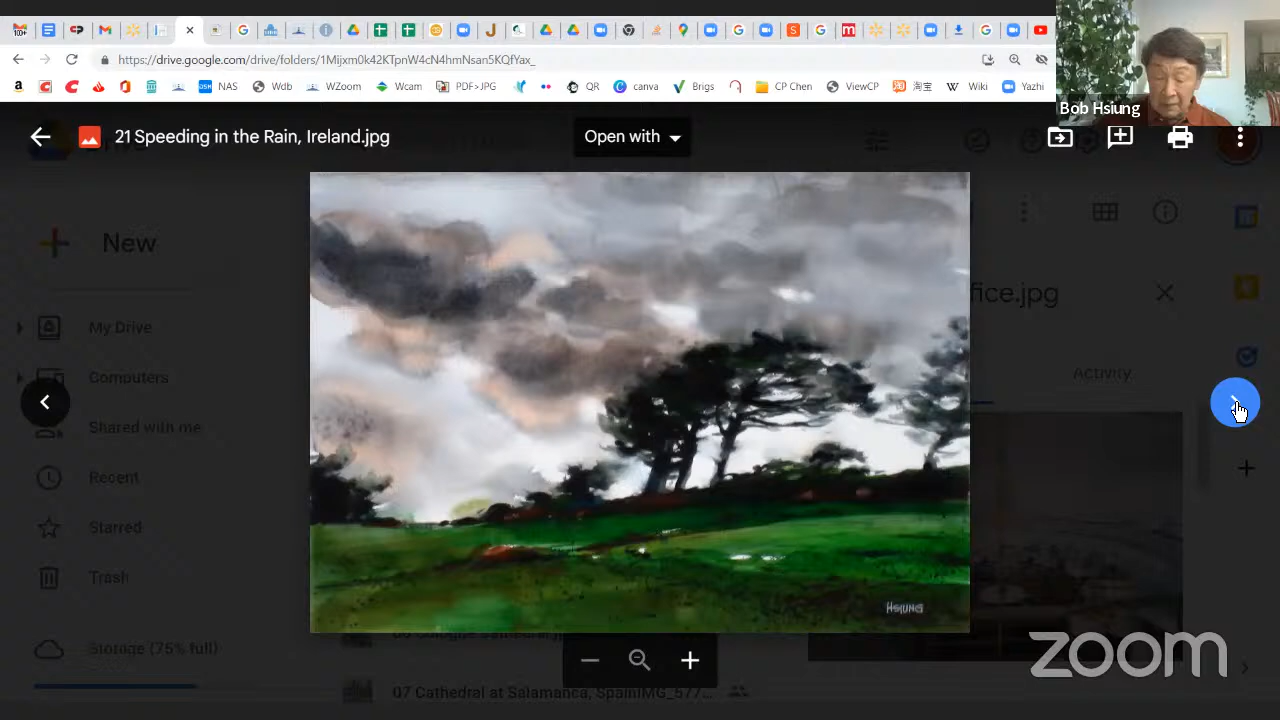 100+
https://drive.google.com/drive/folders/1Mijxm0k42KTpnW4cN4hmNsan5KQfYax_
NAS
Wdb
WZoom
Wcam
PDF>JPG
QR
canva
Brigs
CP Chen
ViewCP
淘宝
Wiki
Yazhi
Bob Hsiung
21 Speeding in the Rain, Ireland.jpg
Open with
New
fice.jpg
My Drive
Computers
Activity
Shared with me
Recent
Starred
Trash
HSIUNG
Storage (75% full)
07 Cathedral at Salamanca, SpainIMG_577...
zoom